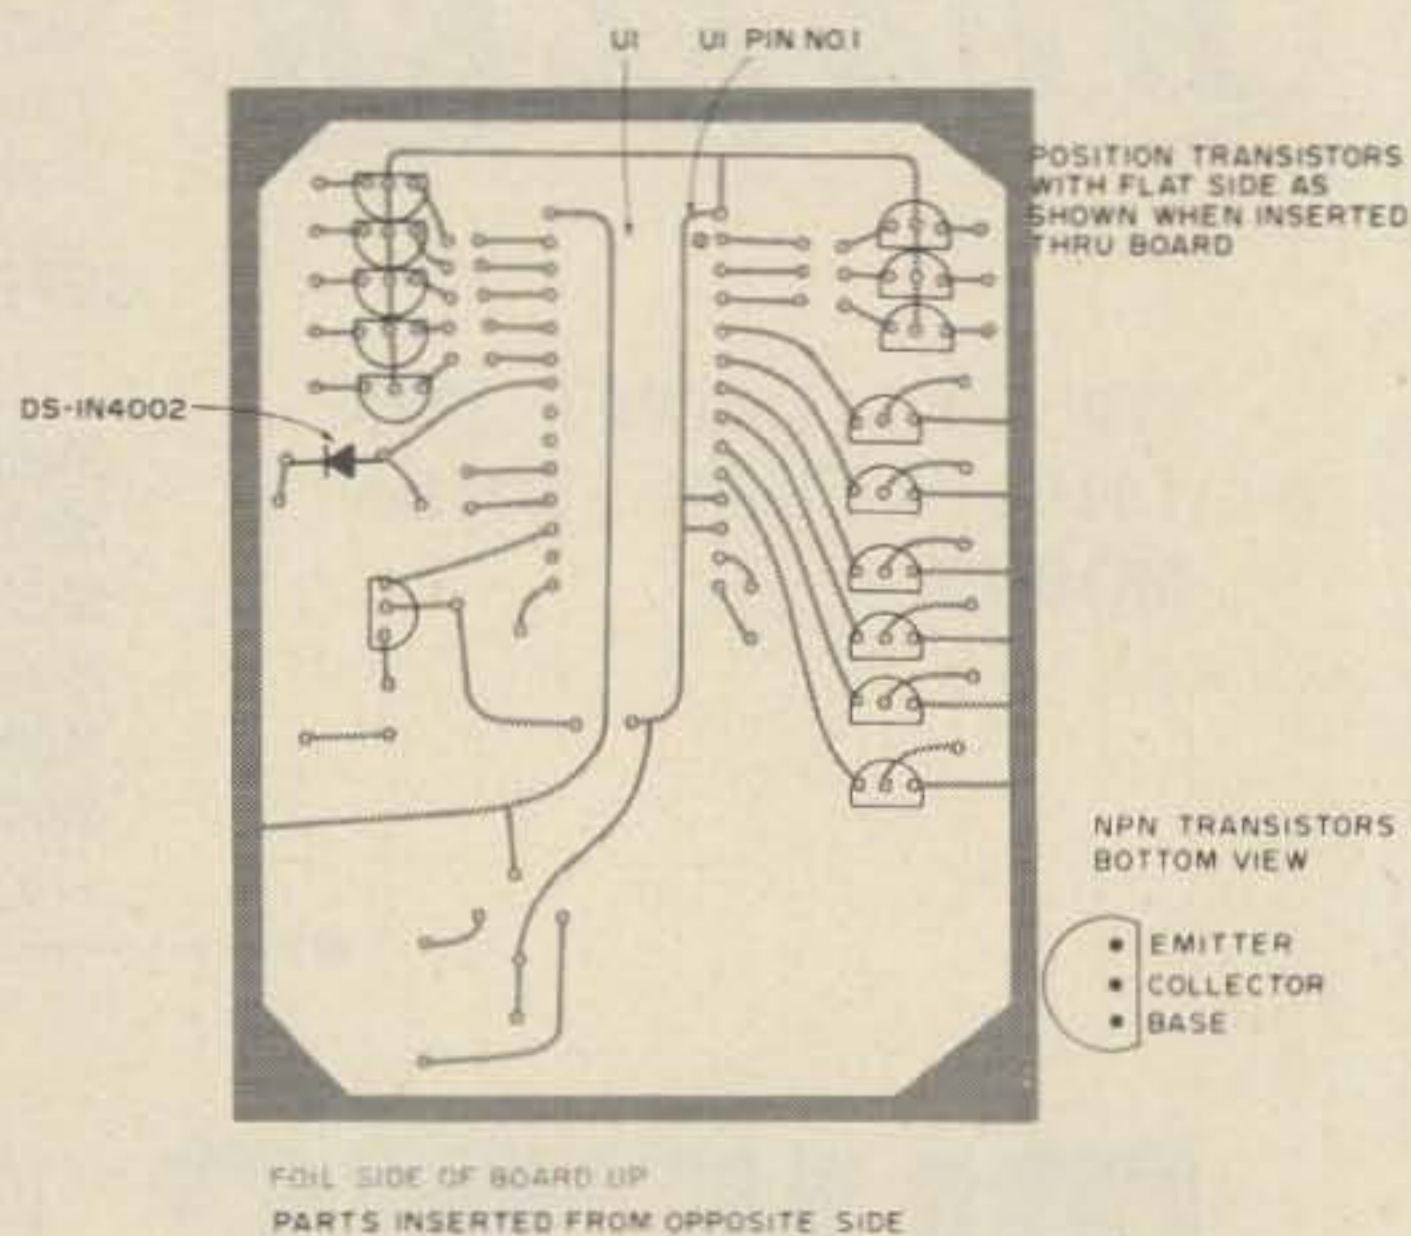 U1
U1 PIN NO.1
POSITION TRANSISTORS
WITH FLAT SIDE AS
SHOWN WHEN INSERTED
THRU BOARD
DS-IN4002
NPN TRANSISTORS
BOTTOM VIEW
EMITTER
COLLECTOR
BASE
FOIL SIDE OF BOARD UP
PARTS INSERTED FROM OPPOSITE SIDE